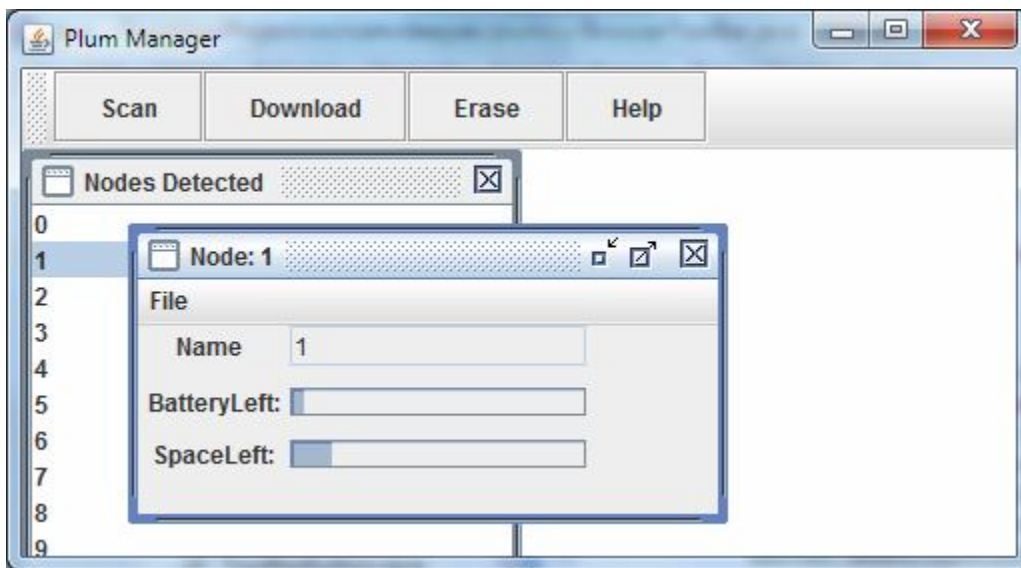 Plum Manager
Scan Download Erase Help
Nodes Detected
0
1
2
3
4
5
6
7
8
9
Node: 1
File
Name 1
BatteryLeft:
SpaceLeft: